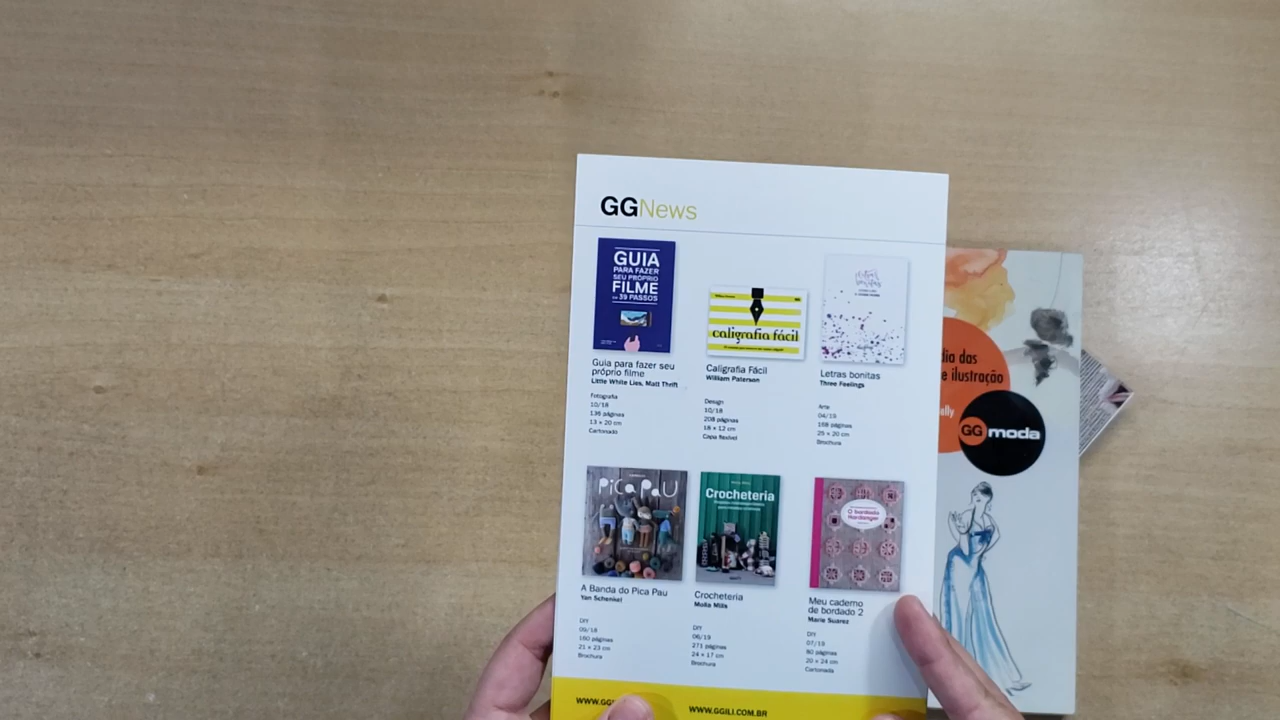 GGNews
GUIA
PARA FAZER
SEU PRÓPRIO
FILME
EM 39 PASSOS
caligrafia fácil
Guia para fazer seu
próprio filme
Little White Lies, Matt Thrift
Fotografia
10/18
136 páginas
13 x 20 cm
Cartonado
Caligrafia Fácil
William Paterson
Design
10/18
208 páginas
18 x 12 cm
Capa flexível
Letras bonitas
Three Feelings
Arte
04/19
168 páginas
25 x 20 cm
Brochura
PICA PAU
Crocheteria
O bordado
Hardanger
A Banda do Pica Pau
Yan Schenkel
DIY
09/18
160 páginas
21 x 23 cm
Brochura
Crocheteria
Molla Mills
DIY
06/19
271 páginas
24 x 17 cm
Brochura
Meu caderno
de bordado 2
Marie Suarez
DIY
07/19
80 páginas
20 x 24 cm
Cartonada
WWW.GGILI.COM.BR
dia das
e ilustração
GG moda